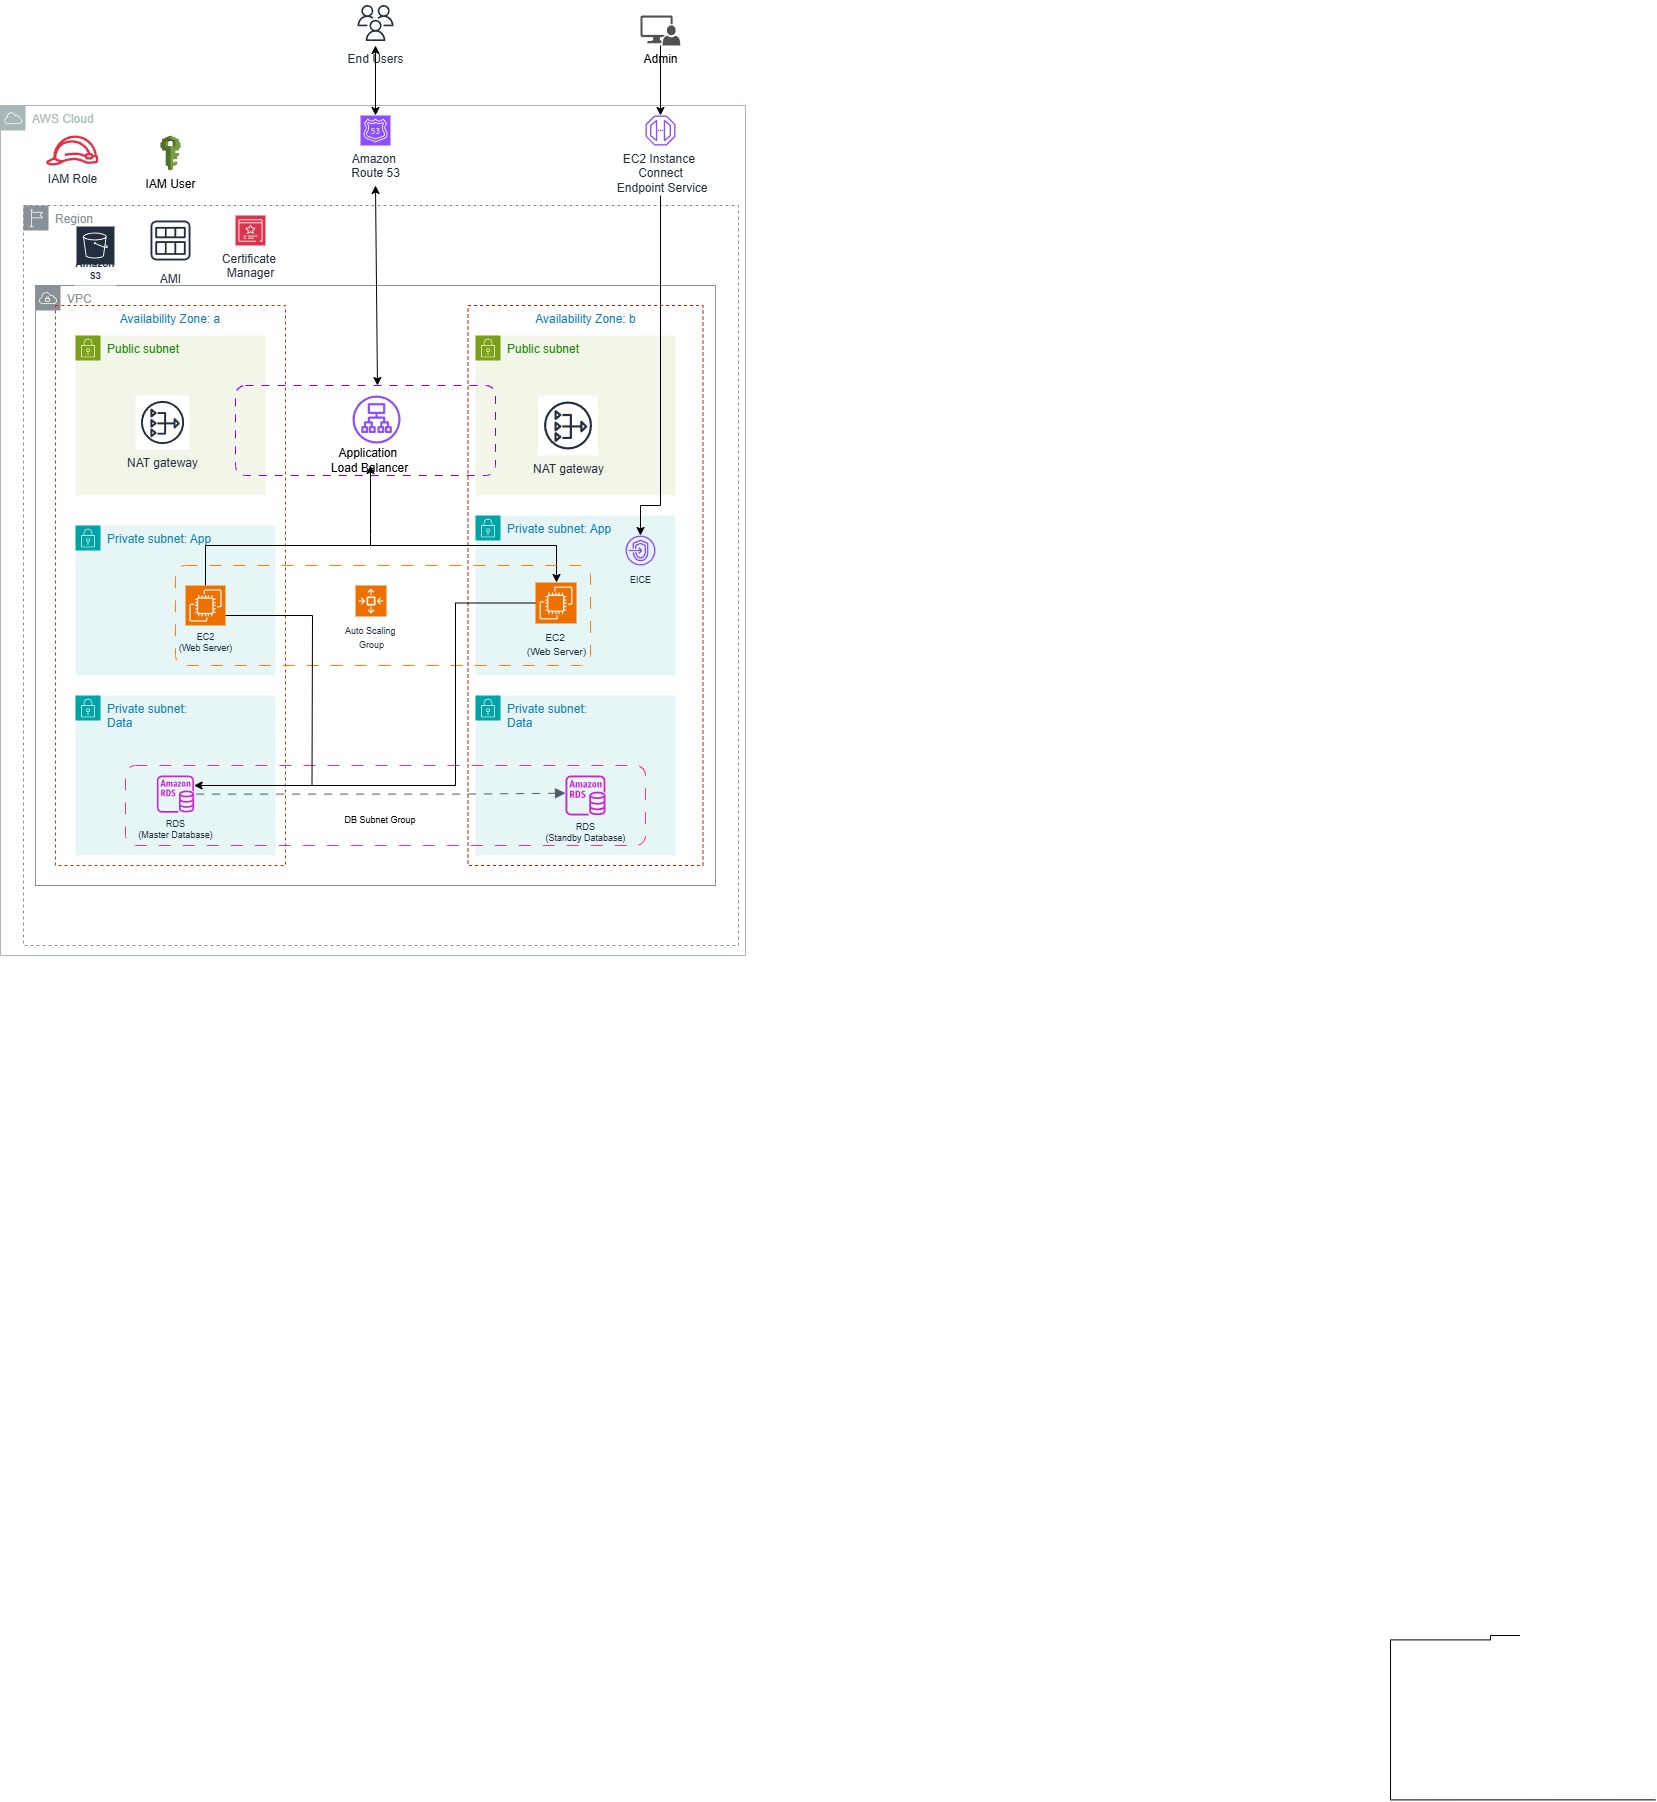 End Users
Admin
AWS Cloud
53
IAM Role
IAM User
Amazon
Route 53
EC2 Instance
Connect
Endpoint Service
Region
Amazon
S3
AMI
Certificate
Manager
VPC
Availability Zone: a
Availability Zone: b
Public subnet
Public subnet
NAT gateway
Application
Load Balancer
NAT gateway
Private subnet: App
Private subnet: App
EICE
EC2
(Web Server)
Auto Scaling
Group
EC2
(Web Server)
Private subnet:
Data
Private subnet:
Data
Amazon
RDS
RDS
(Master Database)
DB Subnet Group
Amazon
RDS
RDS
(Standby Database)